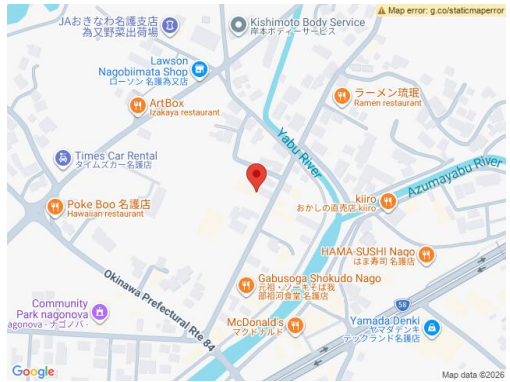 Map error: g.co/staticmaperror
JAおきなわ名護支店
為又野菜出荷場
Kishimoto Body Service
岸本ボディーサービス
Lawson
Nagobiimata Shop
ローソン 名護為又店
ラーメン琉珉
Ramen restaurant
ArtBox
Izakaya restaurant
Yabu River
Times Car Rental
タイムズカー名護店
Azumayabu River
kiiro
おかしの直売店 kiiro
Poke Boo 名護店
Hawaiian restaurant
HAMA-SUSHI Nago
はま寿司 名護店
Okinawa Prefectural Rte 84
Gabusoga Shokudo Nago
元祖・ソーキそば我
部祖河食堂 名護店
58
Community
Park nagonova
agonova - ナゴノバ -
McDonald's
マクドナルド
Yamada Denki
ヤマダデンキ
テックランド名護店
Google
Map data ©2026